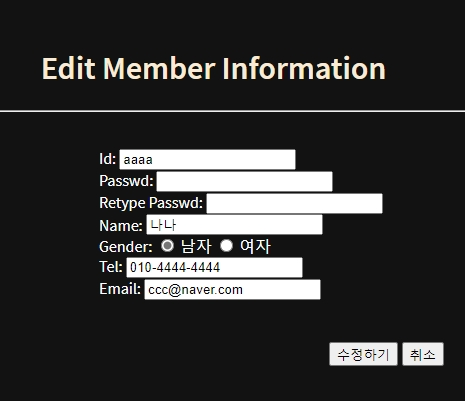 Edit Member Information
Id: aaaa
Passwd:
Retype Passwd:
Name: 나나
Gender: 남자 여자
Tel: 010-4444-4444
Email: ccc@naver.com
수정하기 취소